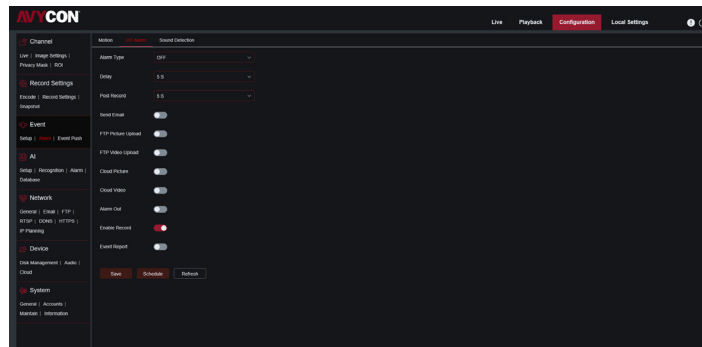 AVYCON
Live Playback Configuration Local Settings
Channel
Live | Image Settings |
Privacy Mask | ROI
Record Settings
Encode | Record Settings |
Snapshot
Event
Setup | Alarm | Event Push
AI
Setup | Recognition | Alarm |
Database
Network
General | Email | FTP |
RTSP | DDNS | HTTPS |
IP Planning
Device
Disk Management | Audio |
Cloud
System
General | Accounts |
Maintain | Information
Motion I/O Alarm Sound Detection
Alarm Type OFF
Delay 5 S
Post Record 5 S
Send Email
FTP Picture Upload
FTP Video Upload
Cloud Picture
Cloud Video
Alarm Out
Enable Record
Event Report
Save Schedule Refresh